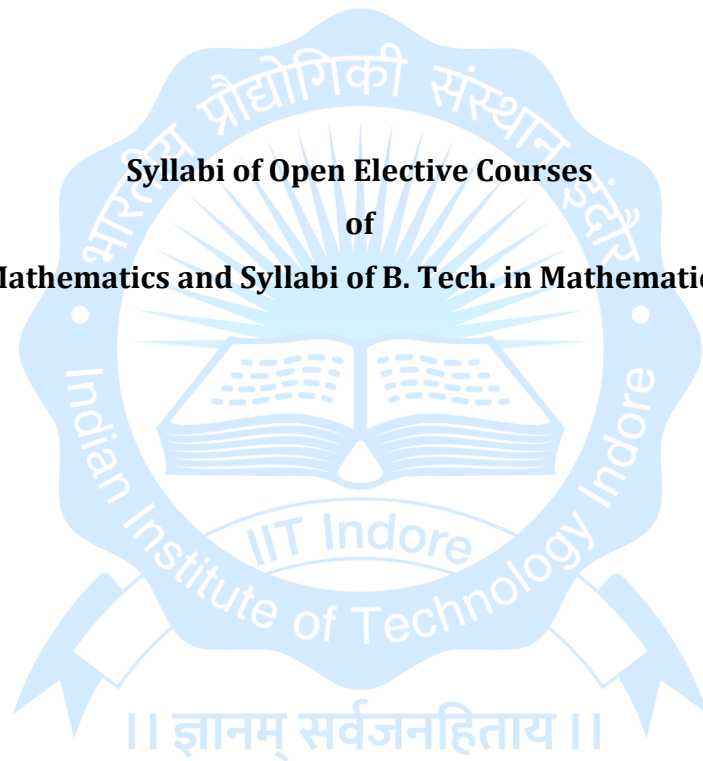 भारतीय प्रौद्योगिकी संस्थान इंदौर
Syllabi of Open Elective Courses
of
Mathematics and Syllabi of B. Tech. in Mathematic
Indian Institute of Technology Indore
IIT Indore
।। ज्ञानम् सर्वजनहिताय ।।